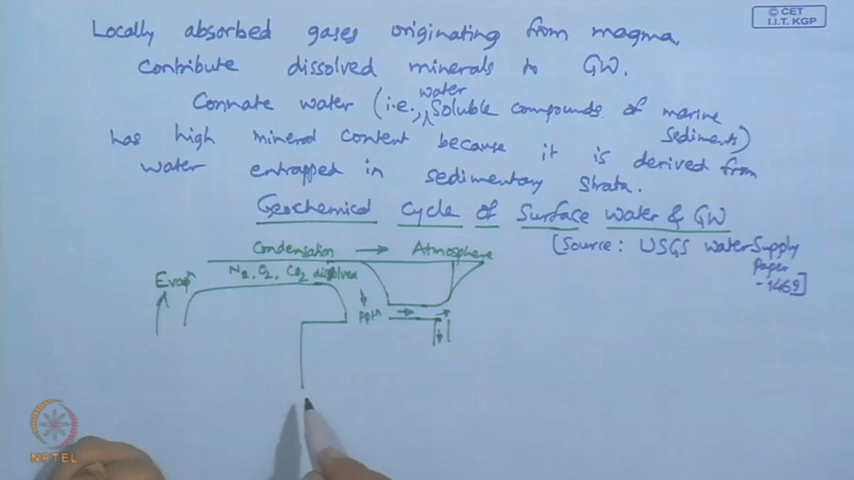 © CET
I.I.T. KGP
Locally absorbed gases originating from magma,
contribute dissolved minerals to GW.
Connate water (i.e., water soluble compounds of marine sediments)
has high mineral content because it is derived from
water entrapped in sedimentary strata.
Geochemical cycle of Surface water & GW
[Source: USGS water Supply
Paper
-1469]
Condensation → Atmosphere
N2, O2, CO2 dissolved
Evapn
pptn
NPTEL